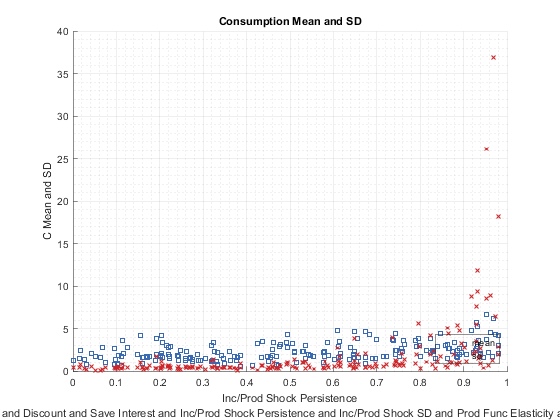 Consumption Mean and SD
40
35
30
25
20
15
10
5
0
C Mean and SD
0 0.1 0.2 0.3 0.4 0.5 0.6 0.7 0.8 0.9 1
Inc/Prod Shock Persistence
and Discount and Save Interest and Inc/Prod Shock Persistence and Inc/Prod Shock SD and Prod Func Elasticity